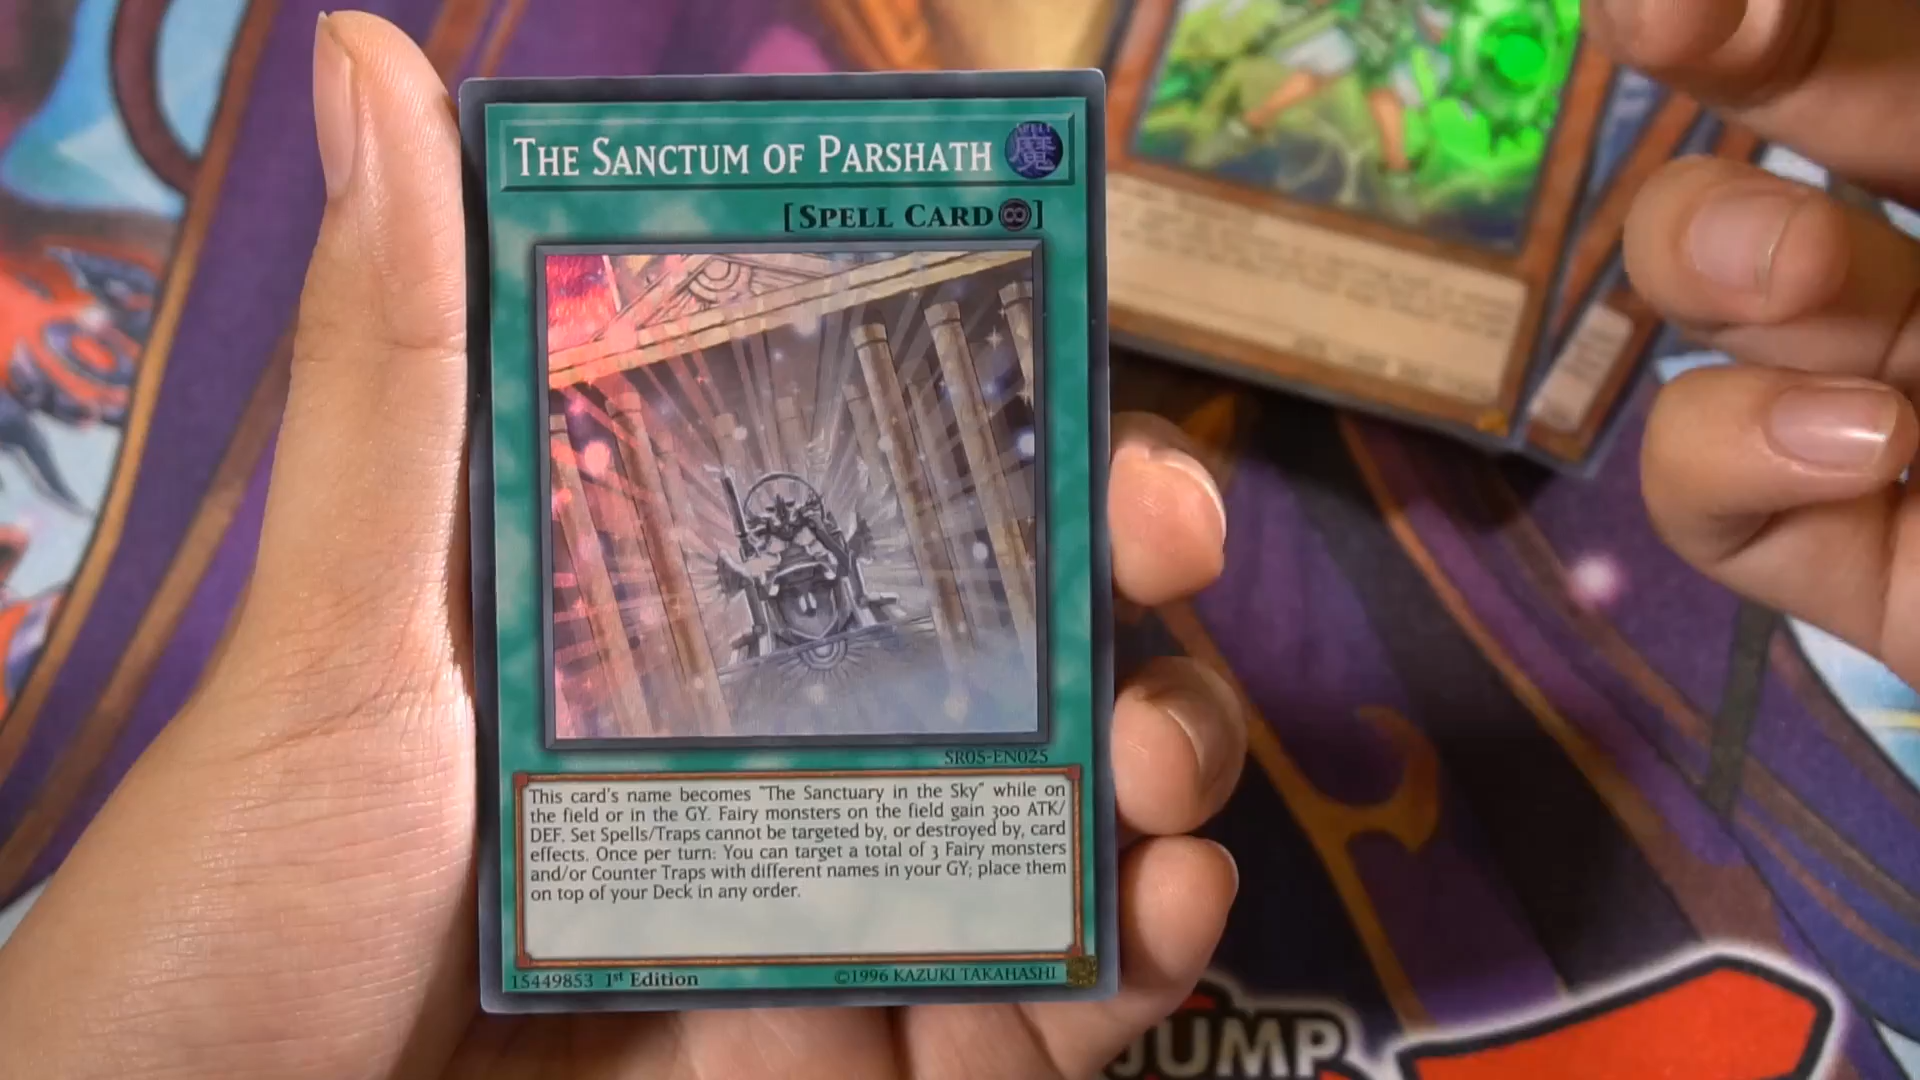 THE SANCTUM OF PARSHATH
[SPELL CARD]
SR05-EN025
This card's name becomes "The Sanctuary in the Sky" while on
the field or in the GY. Fairy monsters on the field gain 300 ATK/
DEF. Set Spells/Traps cannot be targeted by, or destroyed by, card
effects. Once per turn: You can target a total of 3 Fairy monsters
and/or Counter Traps with different names in your GY; place them
on top of your Deck in any order.
15449853 1st Edition
©1996 KAZUKI TAKAHASHI
JUMP